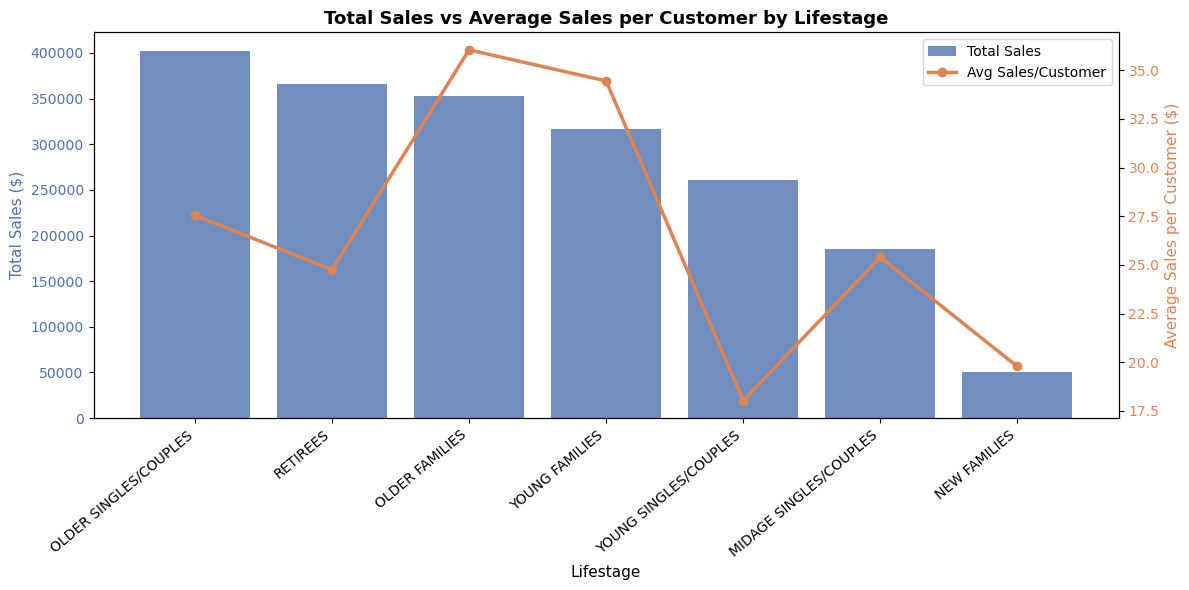 Total Sales vs Average Sales per Customer by Lifestage
Total Sales
Avg Sales/Customer
Total Sales ($)
400000
350000
300000
250000
200000
150000
100000
50000
0
35.0
32.5
30.0
27.5
25.0
22.5
20.0
17.5
Average Sales per Customer ($)
OLDER SINGLES/COUPLES
RETIREES
OLDER FAMILIES
YOUNG FAMILIES
YOUNG SINGLES/COUPLES
MIDAGE SINGLES/COUPLES
NEW FAMILIES
Lifestage